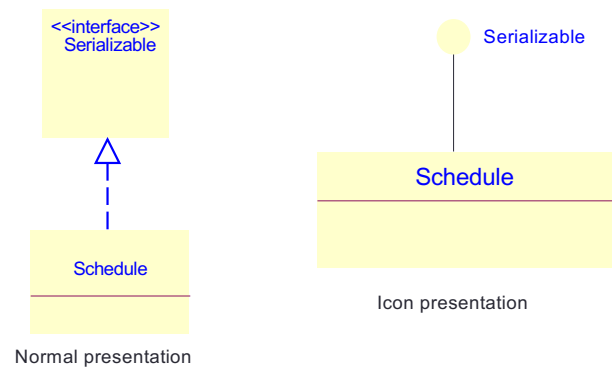 <<interface>>
Serializable
Schedule
Normal presentation
Serializable
Schedule
Icon presentation